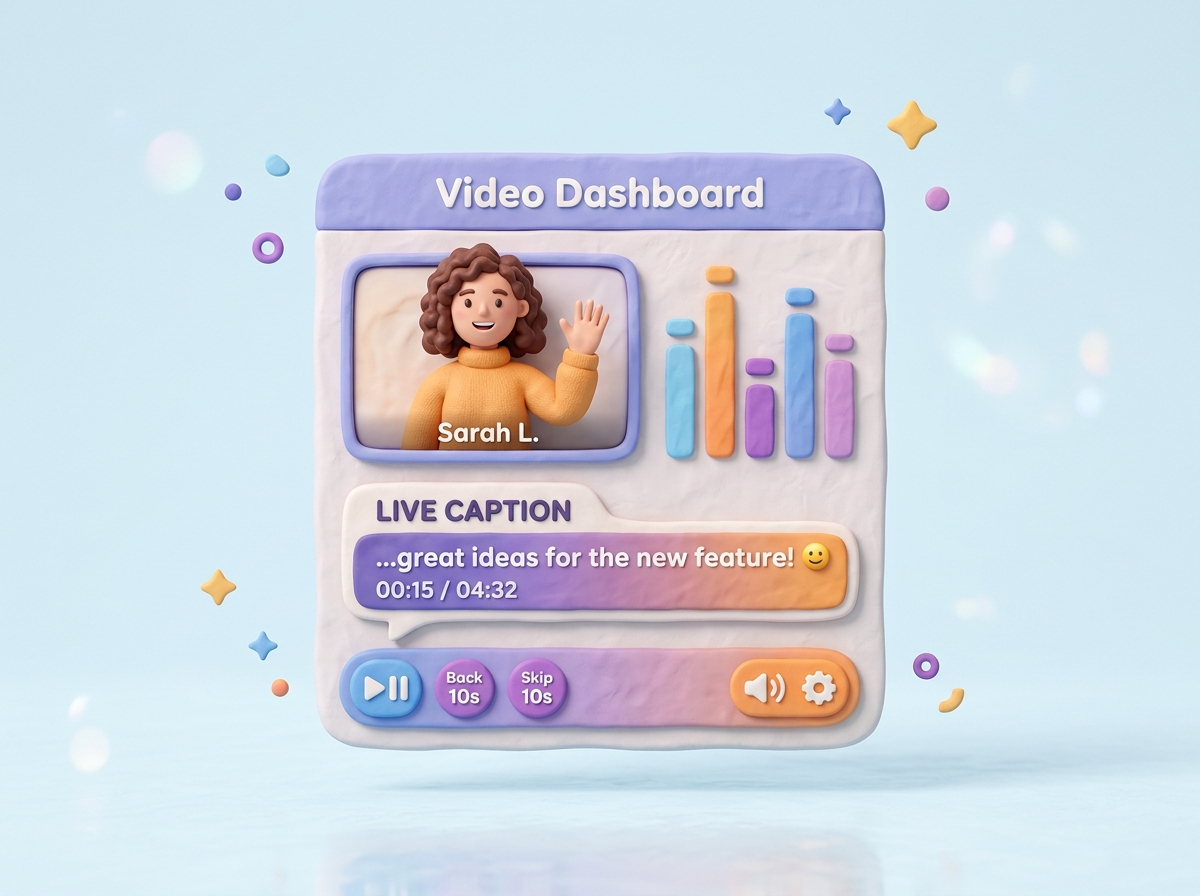 Video Dashboard
Sarah L.
LIVE CAPTION
...great ideas for the new feature! 🙂
00:15 / 04:32
Back
10s
Skip
10s